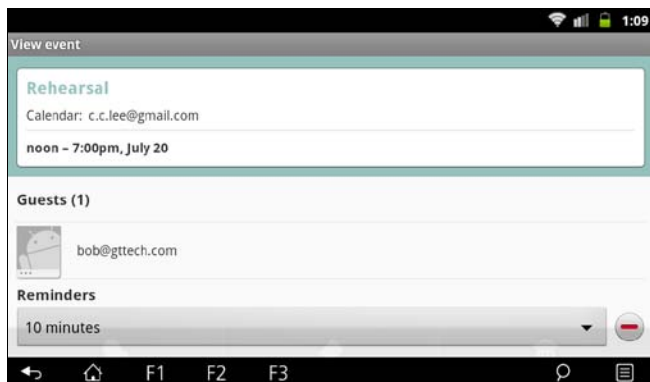 1:09
View event
Rehearsal
Calendar: c.c.lee@gmail.com
noon – 7:00pm, July 20
Guests (1)
bob@gttech.com
Reminders
10 minutes
F1 F2 F3